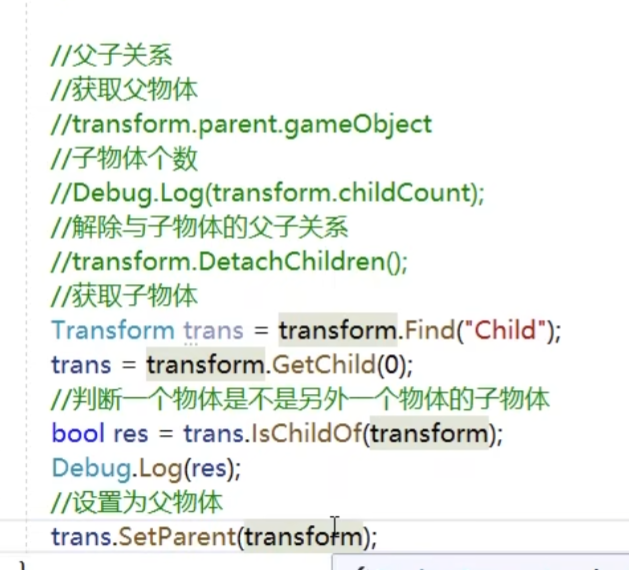 //父子关系
//获取父物体
//transform.parent.gameObject
//子物体个数
//Debug.Log(transform.childCount);
//解除与子物体的父子关系
//transform.DetachChildren();
//获取子物体
Transform trans = transform.Find("Child");
trans = transform.GetChild(0);
//判断一个物体是不是另外一个物体的子物体
bool res = trans.IsChildOf(transform);
Debug.Log(res);
//设置为父物体
trans.SetParent(transform);